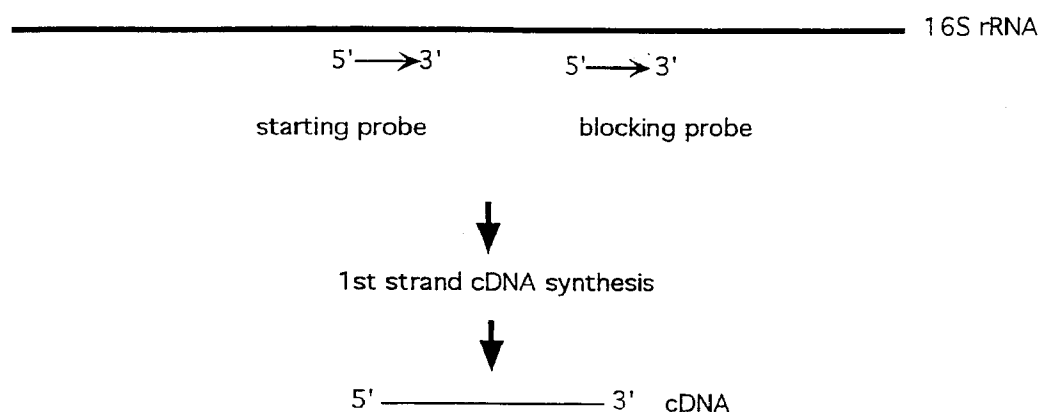 16S rRNA
5' 3' 5' 3'
starting probe blocking probe
1st strand cDNA synthesis
5' 3' cDNA